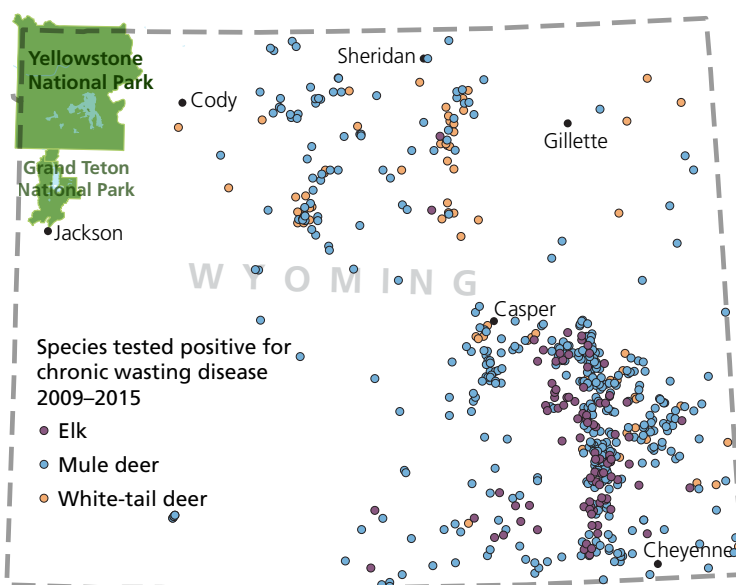 Yellowstone
National Park
Sheridan
Cody
Gillette
Grand Teton
National Park
Jackson
WYOMING
Casper
Species tested positive for
chronic wasting disease
2009–2015
Elk
Mule deer
White-tail deer
Cheyenne